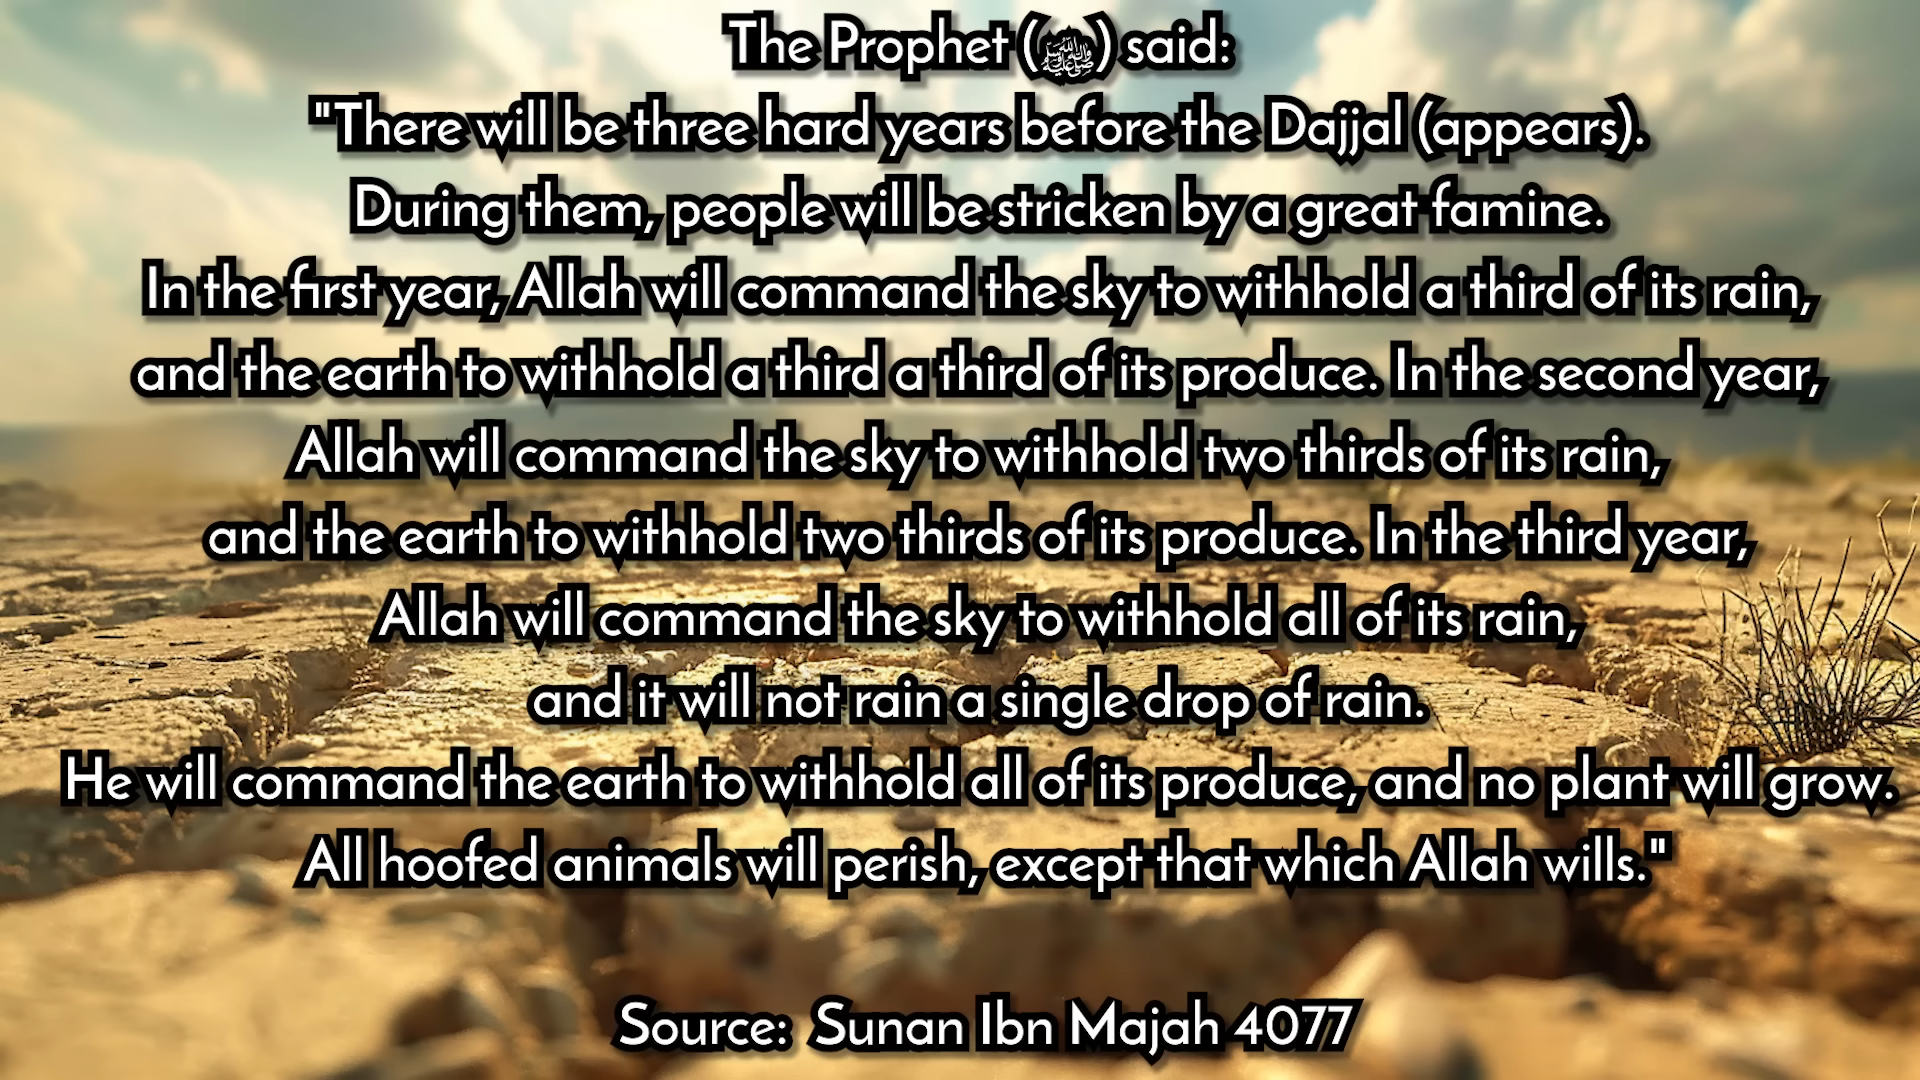 The Prophet (ﷺ) said:
"There will be three hard years before the Dajjal (appears).
During them, people will be stricken by a great famine.
In the first year, Allah will command the sky to withhold a third of its rain,
and the earth to withhold a third a third of its produce. In the second year,
Allah will command the sky to withhold two thirds of its rain,
and the earth to withhold two thirds of its produce. In the third year,
Allah will command the sky to withhold all of its rain,
and it will not rain a single drop of rain.
He will command the earth to withhold all of its produce, and no plant will grow.
All hoofed animals will perish, except that which Allah wills."
Source: Sunan Ibn Majah 4077